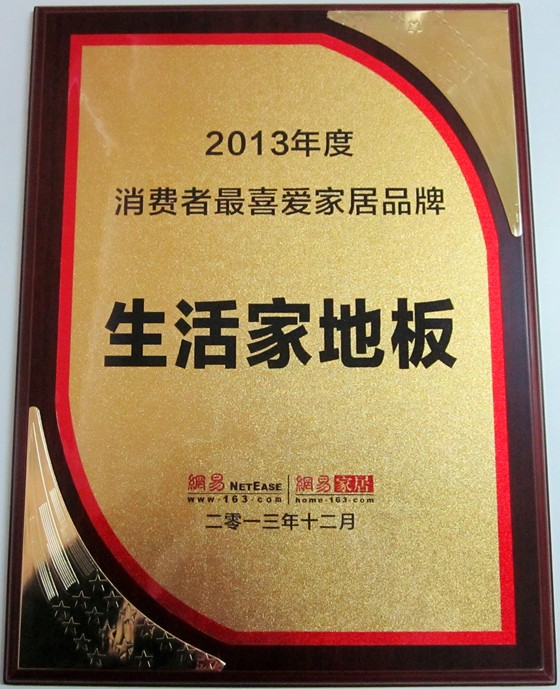 2013年度
消费者最喜爱家居品牌
生活家地板
網易 NETEASE 網易家居
www.163.com home.163.com
二零一三年十二月